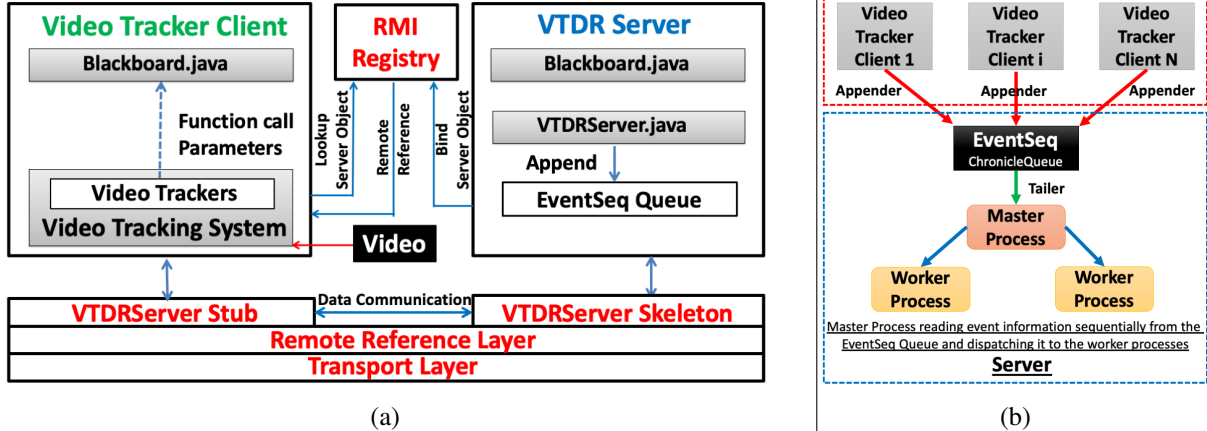 Video Tracker Client
Blackboard.java
Function call
Parameters
Video Trackers
Video Tracking System
RMI
Registry
Lookup
Server Object
Remote
Reference
Bind
Server Object
Video
VTDR Server
Blackboard.java
VTDRServer.java
Append
EventSeq Queue
VTDRServer Stub
Data Communication
VTDRServer Skeleton
Remote Reference Layer
Transport Layer
(a)
Video
Tracker
Client 1
Video
Tracker
Client i
Video
Tracker
Client N
Appender
Appender
Appender
EventSeq
ChronicleQueue
Tailer
Master
Process
Worker
Process
Worker
Process
Master Process reading event information sequentially from the
EventSeq Queue and dispatching it to the worker processes
Server
(b)